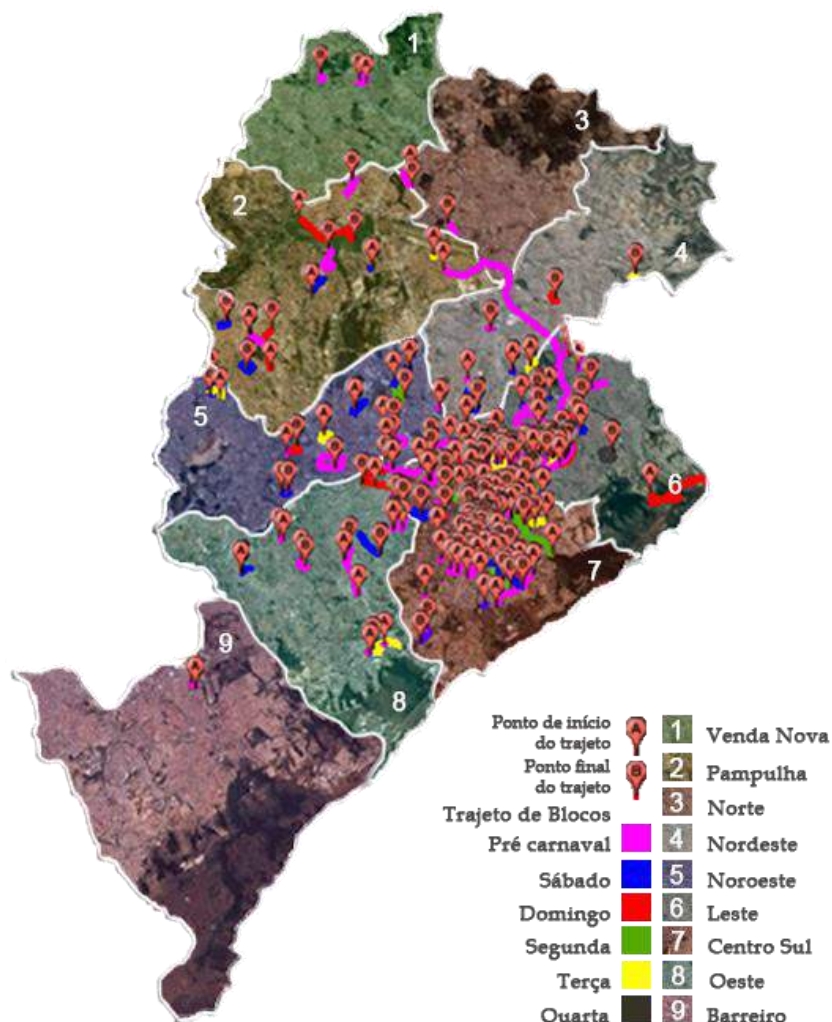 1
3
2
4
5
6
7
9
8
Ponto de início
do trajeto
A
1
Venda Nova
Ponto final
do trajeto
B
2
Pampulha
Trajeto de Blocos
3
Norte
Pré carnaval
4
Nordeste
Sábado
5
Noroeste
Domingo
6
Leste
Segunda
7
Centro Sul
Terça
8
Oeste
Quarta
9
Barreiro